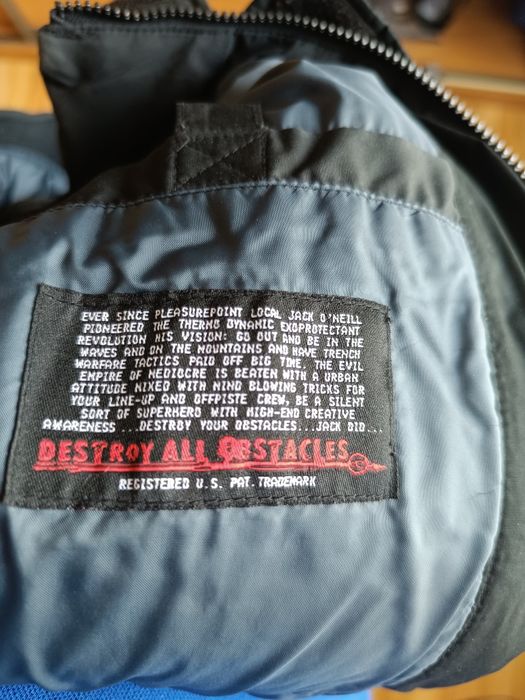 EVER SINCE PLEASUREPOINT LOCAL JACK O'NEILL
PIONEERED THE THERMO DYNAMIC EXOPROTECTANT
REVOLUTION HIS VISION: GO OUT AND BE IN THE
WAVES AND ON THE MOUNTAINS AND HAVE TRENCH
WARFARE TACTICS PAID OFF BIG TIME. THE EVIL
EMPIRE OF MEDIOCRE IS BEATEN WITH A URBAN
ATTITUDE MIXED WITH MIND BLOWING TRICKS FOR
YOUR LINE-UP AND OFFPISTE CREW, BE A SILENT
SORT OF SUPERHERO WITH HIGH-END CREATIVE
AWARENESS ...DESTROY YOUR OBSTACLES...JACK DID...
DESTROY ALL OBSTACLES
REGISTERED U.S. PAT. TRADEMARK